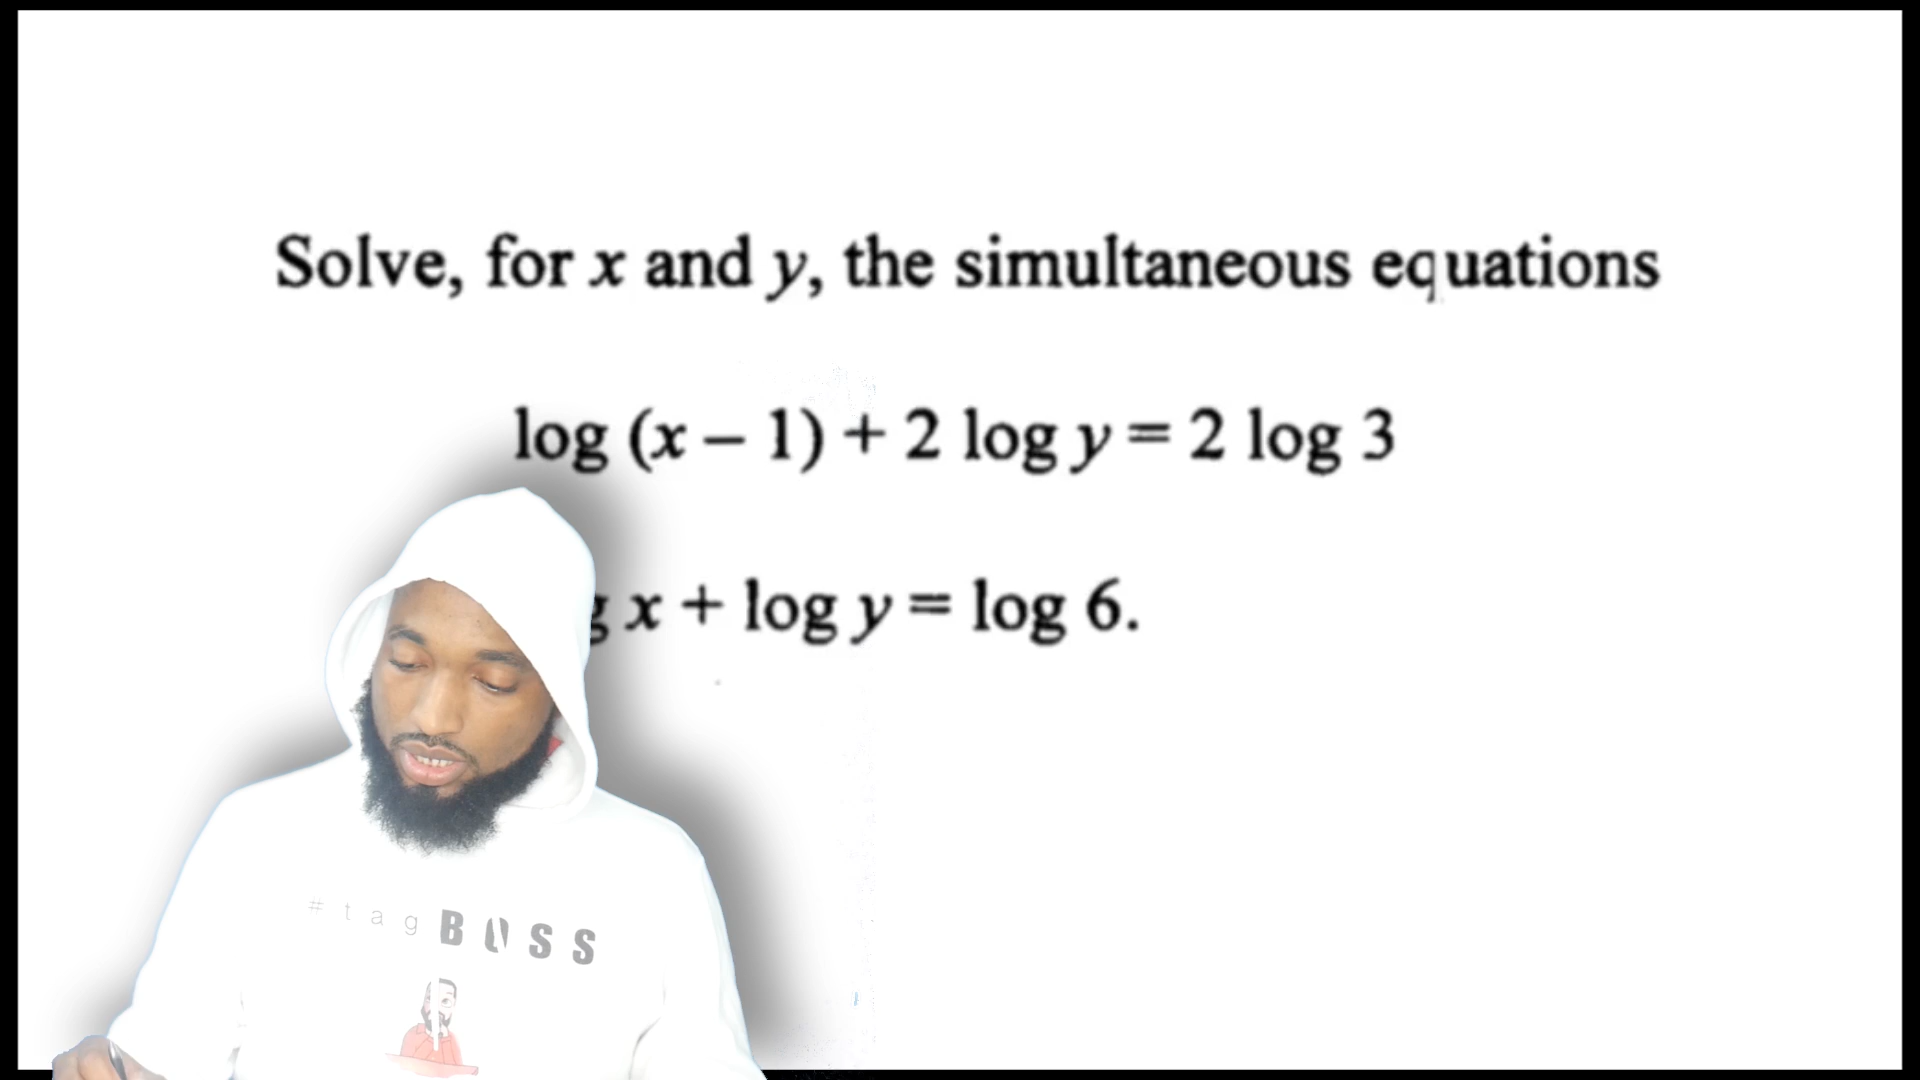 Solve, for x and y, the simultaneous equations
log (x – 1) + 2 log y = 2 log 3
g x + log y = log 6.
#tagBOSS